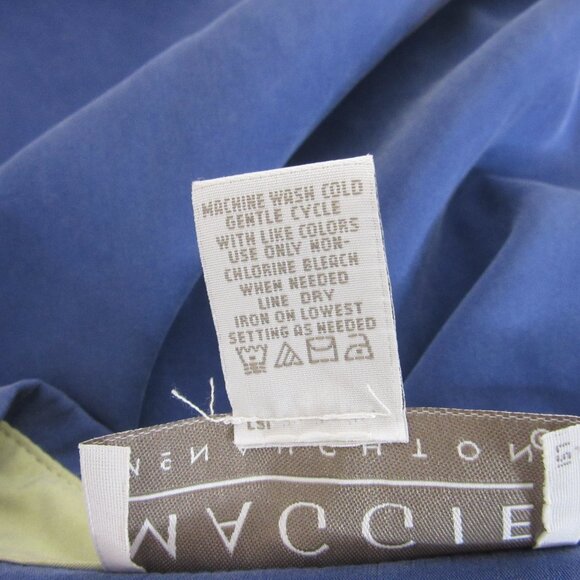 MACHINE WASH COLD
GENTLE CYCLE
WITH LIKE COLORS
USE ONLY NON-
CHLORINE BLEACH
WHEN NEEDED
LINE DRY
IRON ON LOWEST
SETTING AS NEEDED
MAGGIE